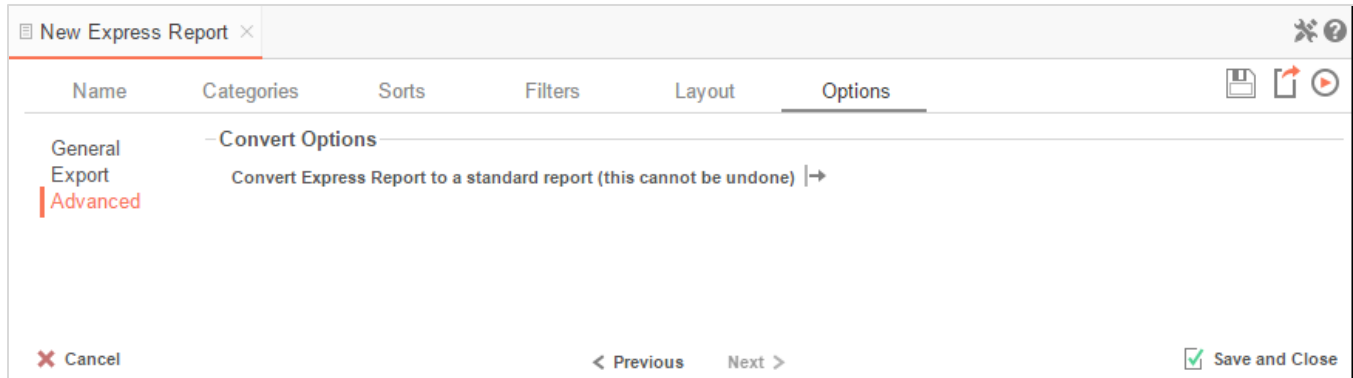 New Express Report
Name Categories Sorts Filters Layout Options
General
Export
Advanced
Convert Options
Convert Express Report to a standard report (this cannot be undone)
Cancel < Previous Next > Save and Close